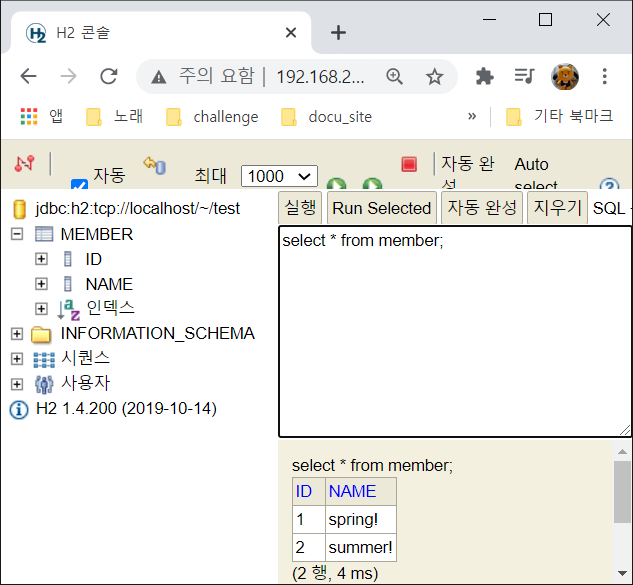 H2 콘솔
주의 요함 | 192.168.2...
앱 노래 challenge docu_site » 기타 북마크
자동 최대 1000 자동 완성 Auto select
jdbc:h2:tcp://localhost/~/test
MEMBER
ID
NAME
인덱스
INFORMATION_SCHEMA
시퀀스
사용자
H2 1.4.200 (2019-10-14)
실행 Run Selected 자동 완성 지우기 SQL
select * from member;
select * from member;
ID NAME
1 spring!
2 summer!
(2 행, 4 ms)